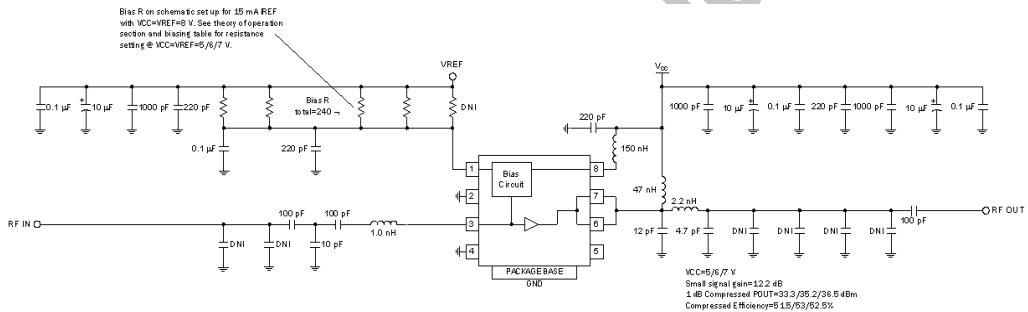 Bias R on schematic set up for 15 mA IREF
with VCC=VREF=8 V. See theory of operation
section and biasing table for resistance
setting @ VCC=VREF=5/6/7 V.
VREF
VCC
0.1 µF
10 µF
1000 pF
220 pF
Bias R
total=240 ¬
DNI
1000 pF
10 µF
0.1 µF
220 pF
1000 pF
10 µF
0.1 µF
220 pF
0.1 µF
220 pF
150 nH
1
Bias
Circuit
8
2
7
47 nH
2.2 nH
RF IN
100 pF
100 pF
1.0 nH
3
6
RF OUT
100 pF
DNI
DNI
10 pF
12 pF
4.7 pF
DNI
DNI
DNI
DNI
4
5
PACKAGE BASE
GND
VCC=5/6/7 V
Small signal gain=12.2 dB
1 dB Compressed POUT=33.3/35.2/36.5 dBm
Compressed Efficiency=51.5/53/52.5%